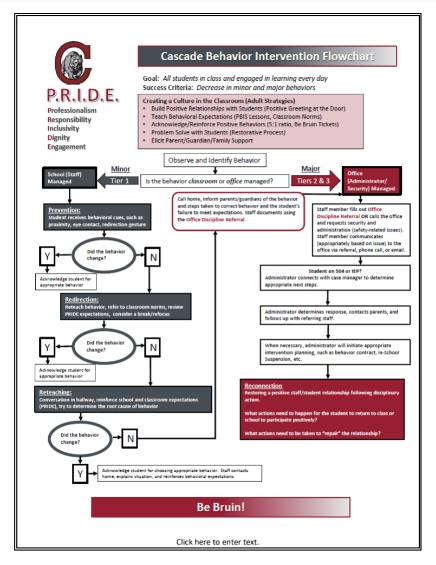 Cascade Behavior Intervention Flowchart
C
P.R.I.D.E.
Professionalism
Responsibility
Inclusivity
Dignity
Engagement
Goal: All students in class and engaged in learning every day
Success Criteria: Decrease in minor and major behaviors
Creating a Culture in the Classroom (Adult Strategies)
• Build Positive Relationships with Students (Positive Greeting at the Door)
• Teach Behavioral Expectations (PBIS Lessons, Classroom Norms)
• Acknowledge/Reinforce Positive Behaviors (5:1 ratio, Be Bruin Tickets)
• Problem Solve with Students (Restorative Process)
• Elicit Parent/Guardian/Family Support
Observe and Identify Behavior
Is the behavior classroom or office managed?
Minor
Tier 1
Major
Tiers 2 & 3
School (Staff)
Managed
Office
(Administrator/
Security) Managed
Prevention:
Student receives behavioral cues, such as
proximity, eye contact, redirection gesture
Did the behavior
change?
Y
N
Acknowledge student for
appropriate behavior
Redirection:
Reteach behavior, refer to classroom norms, review
PRIDE expectations, consider a break/refocus
Did the behavior
change?
Y
N
Acknowledge student for
appropriate behavior
Reteaching:
Conversation in hallway, reinforce school and classroom expectations
(PRIDE), try to determine the root cause of behavior
Did the behavior
change?
N
Y
Acknowledge student for choosing appropriate behavior. Staff contacts
home, explains situation, and reinforces behavioral expectations.
Call home, inform parents/guardians of the behavior
and steps taken to correct behavior and the student's
failure to meet expectations. Staff documents using
the Office Discipline Referral.
Staff member fills out Office
Discipline Referral OR calls the office
and requests security and
administration (safety-related issues).
Staff member communicates
(appropriately based on issue) to the
office via referral, phone call, or email.
Student on 504 or IEP?
Administrator connects with case manager to determine
appropriate next steps.
Administrator determines response, contacts parents, and
follows up with referring staff.
When necessary, administrator will initiate appropriate
intervention planning, such as behavior contract, In-School
Suspension, etc.
Reconnection
Restoring a positive staff/student relationship following disciplinary
action.
What actions need to happen for the student to return to class or
school to participate positively?
What actions need to be taken to "repair" the relationship?
Be Bruin!
Click here to enter text.